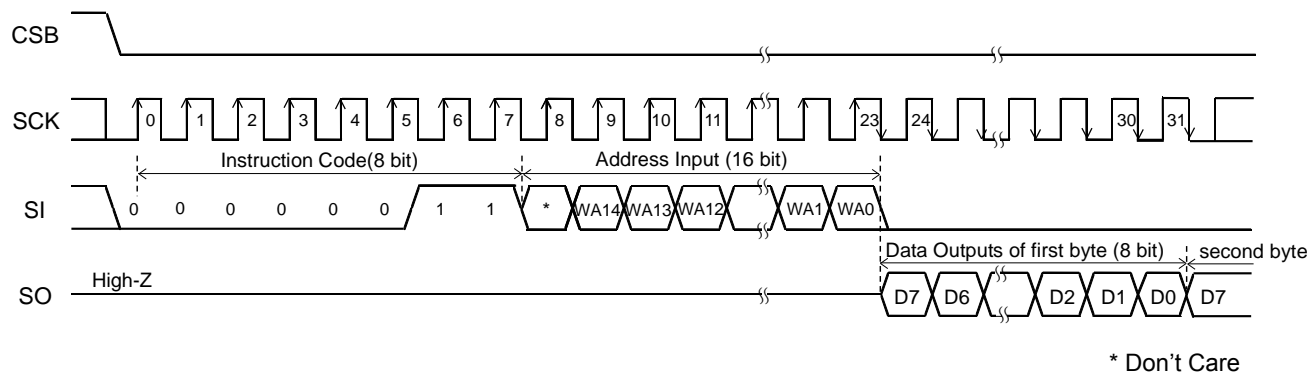 CSB
SCK 0 1 2 3 4 5 6 7 8 9 10 11 23 24 30 31
Instruction Code(8 bit) Address Input (16 bit)
SI 0 0 0 0 0 0 1 1 * WA14 WA13 WA12 WA1 WA0
Data Outputs of first byte (8 bit) second byte
High-Z
SO D7 D6 D2 D1 D0 D7
* Don't Care